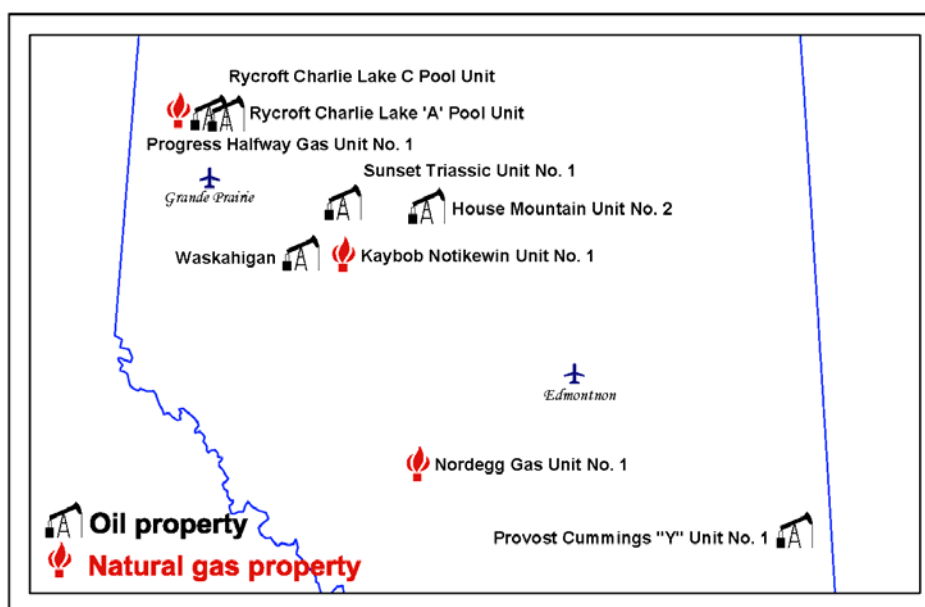 Rycroft Charlie Lake C Pool Unit
Rycroft Charlie Lake 'A' Pool Unit
Progress Halfway Gas Unit No. 1
Sunset Triassic Unit No. 1
Grande Prairie
House Mountain Unit No. 2
Waskahigan
Kaybob Notikewin Unit No. 1
Edmontnon
Nordegg Gas Unit No. 1
Oil property
Provost Cummings "Y" Unit No. 1
Natural gas property